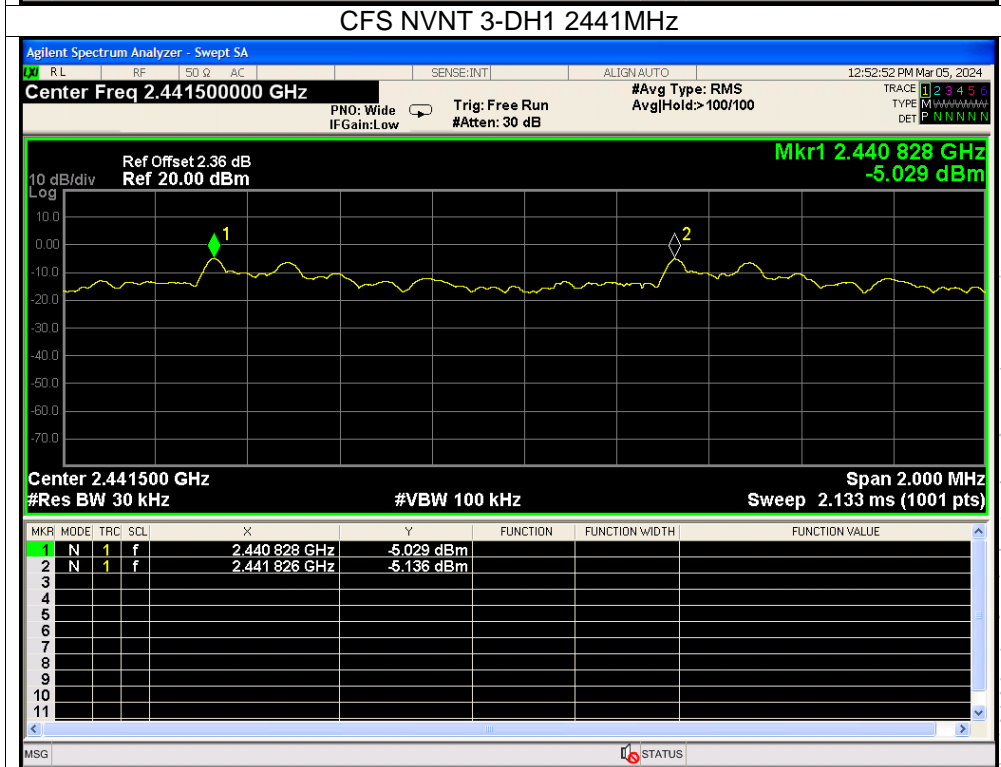 CFS NVNT 3-DH1 2441MHz
Agilent Spectrum Analyzer - Swept SA
LXI RL RF 50 Ω AC SENSE:INT ALIGN AUTO 12:52:52 PM Mar 05, 2024
Center Freq 2.441500000 GHz #Avg Type: RMS TRACE 1 2 3 4 5 6
PNO: Wide Trig: Free Run Avg|Hold:>100/100 TYPE M
IFGain:Low #Atten: 30 dB DET P N N N N N
Mkr1 2.440 828 GHz
Ref Offset 2.36 dB
10 dB/div Ref 20.00 dBm -5.029 dBm
Log
10.0
1 2
0.00
-10.0
-20.0
-30.0
-40.0
-50.0
-60.0
-70.0
Center 2.441500 GHz Span 2.000 MHz
#Res BW 30 kHz #VBW 100 kHz Sweep 2.133 ms (1001 pts)
MKR MODE TRC SCL X Y FUNCTION FUNCTION WIDTH FUNCTION VALUE
1 N 1 f 2.440 828 GHz -5.029 dBm
2 N 1 f 2.441 826 GHz -5.136 dBm
3
4
5
6
7
8
9
10
11
MSG STATUS